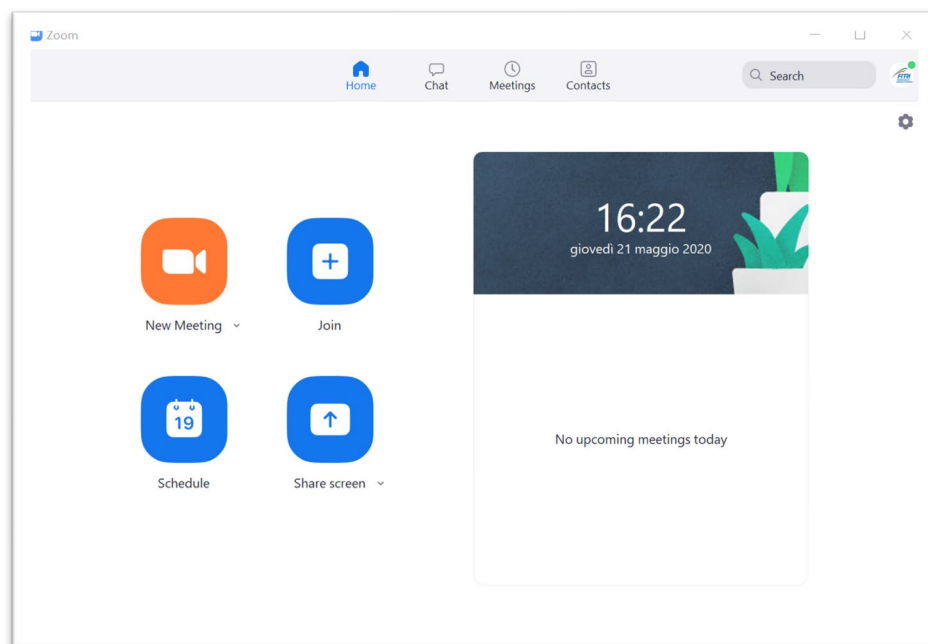 Zoom
Home
Chat
Meetings
Contacts
Search
FITRI
16:22
giovedì 21 maggio 2020
New Meeting
Join
19
Schedule
Share screen
No upcoming meetings today